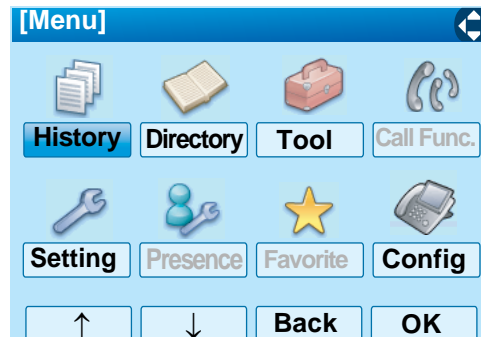 [Menu]
History Directory Tool Call Func.
Setting Presence Favorite Config
↑ ↓ Back OK